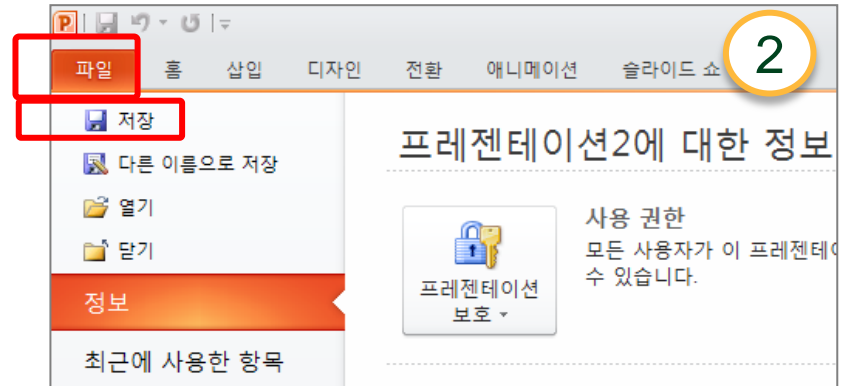 파일 홈 삽입 디자인 전환 애니메이션 슬라이드 쇼 2
저장
다른 이름으로 저장
열기
닫기
정보
최근에 사용한 항목
프레젠테이션2에 대한 정보
프레젠테이션
보호
사용 권한
모든 사용자가 이 프레젠테이
수 있습니다.